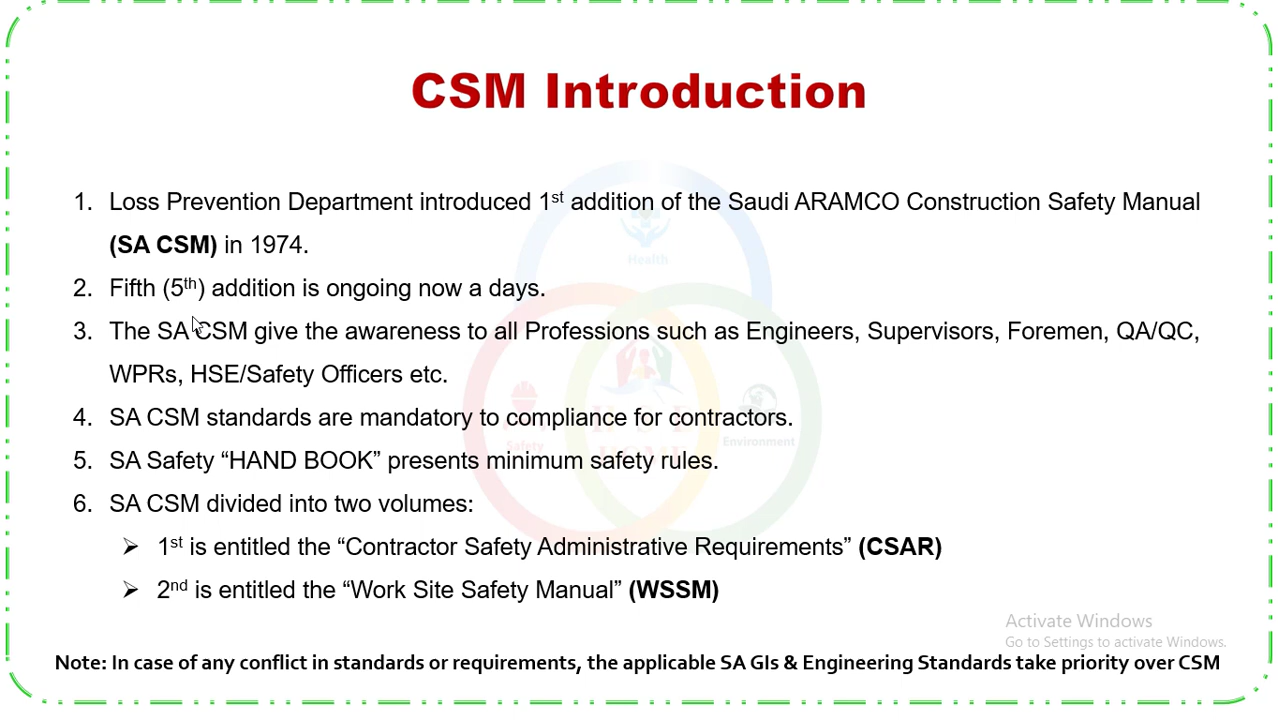 CSM Introduction
1. Loss Prevention Department introduced 1st addition of the Saudi ARAMCO Construction Safety Manual
(SA CSM) in 1974.
2. Fifth (5th) addition is ongoing now a days.
3. The SA CSM give the awareness to all Professions such as Engineers, Supervisors, Foremen, QA/QC,
WPRs, HSE/Safety Officers etc.
4. SA CSM standards are mandatory to compliance for contractors.
5. SA Safety “HAND BOOK” presents minimum safety rules.
6. SA CSM divided into two volumes:
➢ 1st is entitled the “Contractor Safety Administrative Requirements” (CSAR)
➢ 2nd is entitled the “Work Site Safety Manual” (WSSM)
Note: In case of any conflict in standards or requirements, the applicable SA GIs & Engineering Standards take priority over CSM
Health
Safety
Environment
Activate Windows
Go to Settings to activate Windows.